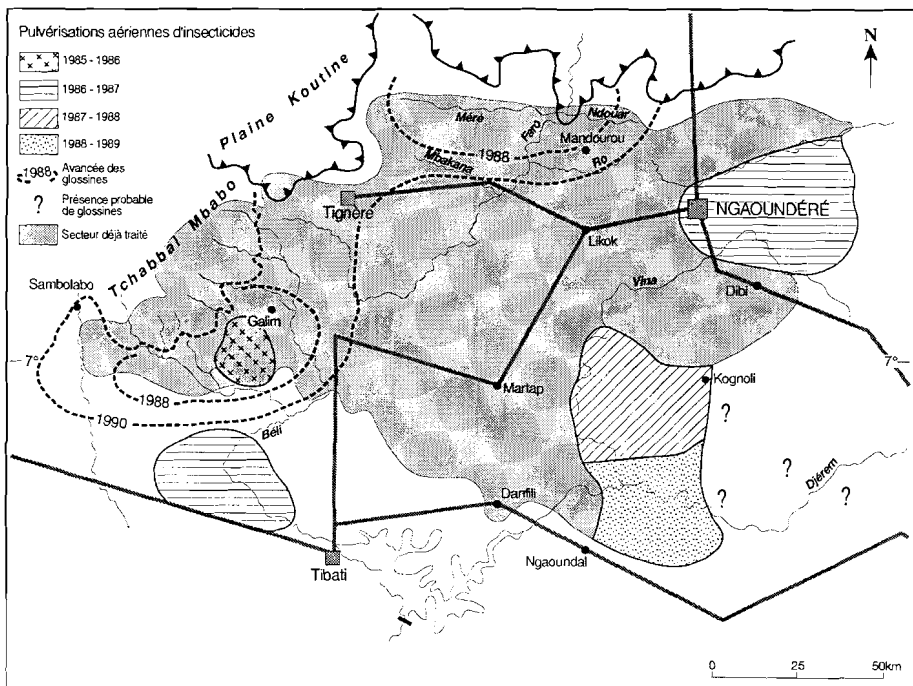 Pulvérisations aériennes d'insecticides
1985 - 1986
1986 - 1987
1987 - 1988
1988 - 1989
1988
Avancée des
glossines
?
Présence probable
de glossines
Secteur déjà traité
N
Plaine Koutine
Tchabbal Mbabo
Méré
Faro
Ndouar
Mandourou
1988
Mbakana
Ro
Tignère
NGAOUNDÉRÉ
Likok
Vina
Dibi
Sambolabo
Galim
7°
7°
Kognoli
Martap
1988
1990
Béli
?
?
?
?
Djérem
Danfili
Ngaoundal
Tibati
0 25 50km